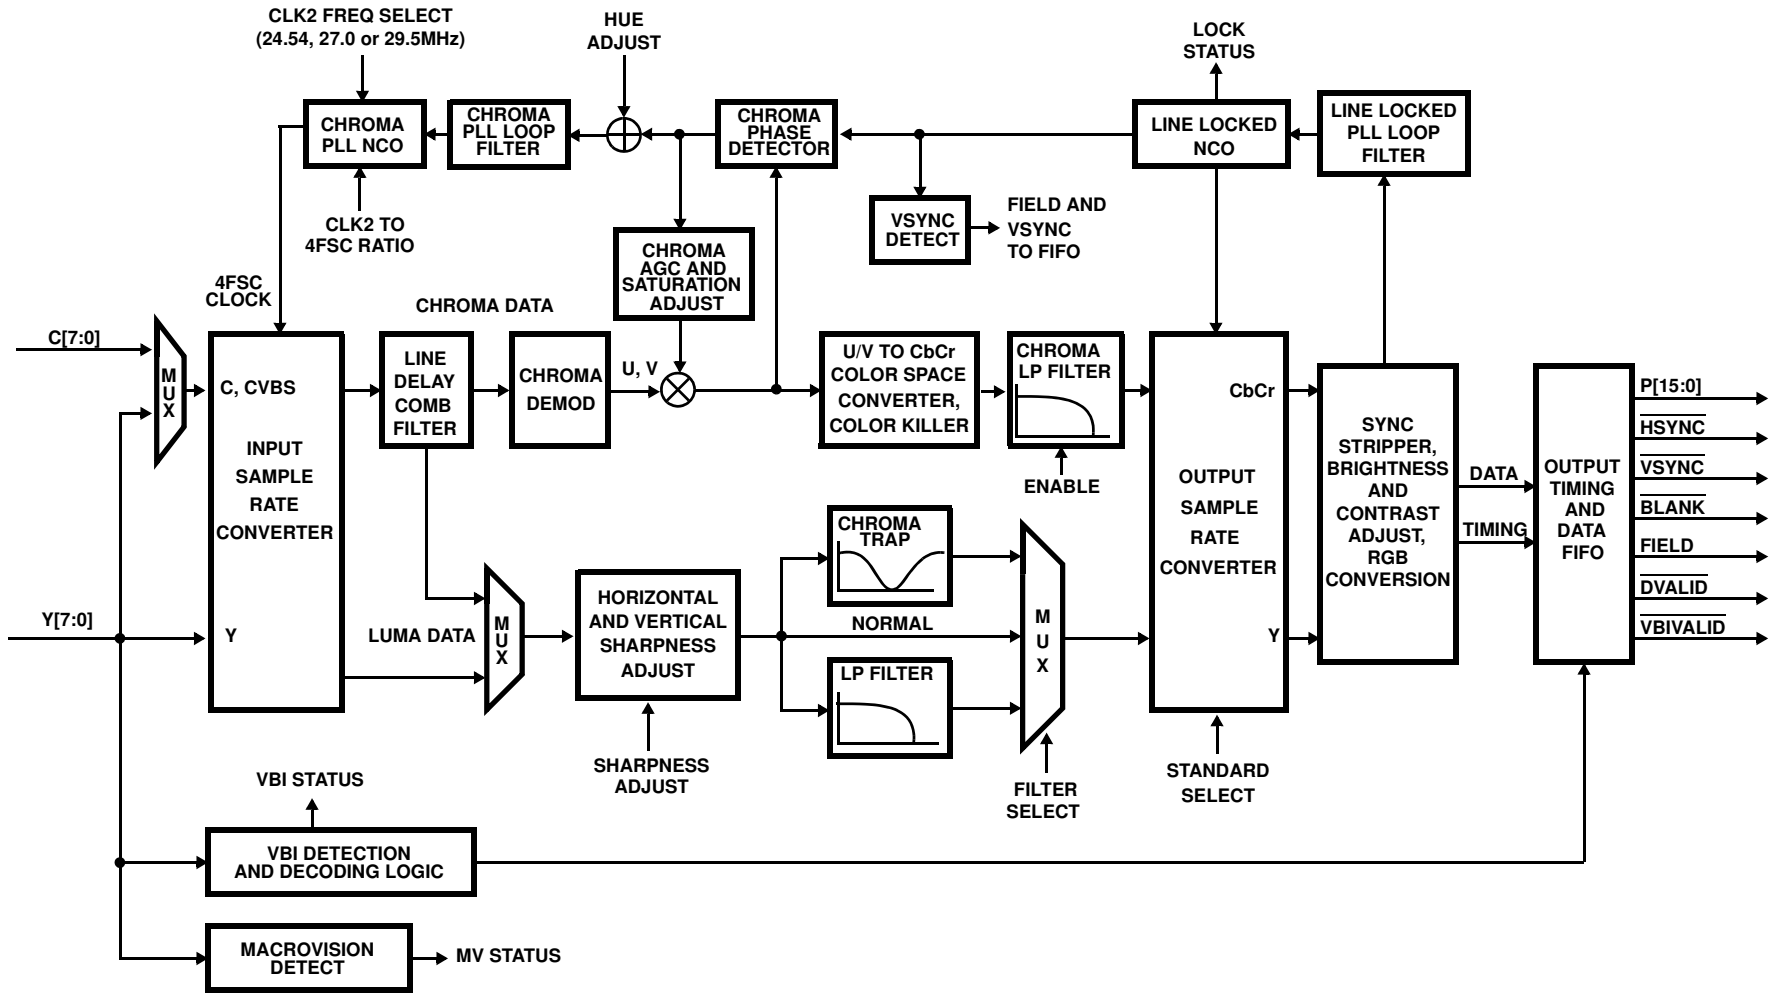 CLK2 FREQ SELECT
(24.54, 27.0 or 29.5MHz)
HUE
ADJUST
LOCK
STATUS
CHROMA
PLL NCO
CHROMA
PLL LOOP
FILTER
CHROMA
PHASE
DETECTOR
LINE LOCKED
NCO
LINE LOCKED
PLL LOOP
FILTER
CLK2 TO
4FSC RATIO
VSYNC
DETECT
FIELD AND
VSYNC
TO FIFO
CHROMA
AGC AND
SATURATION
ADJUST
4FSC
CLOCK
CHROMA DATA
C[7:0]
MUX
C, CVBS
INPUT
SAMPLE
RATE
CONVERTER
Y
LINE
DELAY
COMB
FILTER
CHROMA
DEMOD
U, V
U/V TO CbCr
COLOR SPACE
CONVERTER,
COLOR KILLER
CHROMA
LP FILTER
ENABLE
CbCr
OUTPUT
SAMPLE
RATE
CONVERTER
Y
SYNC
STRIPPER,
BRIGHTNESS
AND
CONTRAST
ADJUST,
RGB
CONVERSION
DATA
TIMING
OUTPUT
TIMING
AND
DATA
FIFO
P[15:0]
HSYNC
VSYNC
BLANK
FIELD
DVALID
VBIVALID
Y[7:0]
LUMA DATA
MUX
HORIZONTAL
AND VERTICAL
SHARPNESS
ADJUST
SHARPNESS
ADJUST
CHROMA
TRAP
NORMAL
LP FILTER
MUX
FILTER
SELECT
STANDARD
SELECT
VBI STATUS
VBI DETECTION
AND DECODING LOGIC
MACROVISION
DETECT
MV STATUS